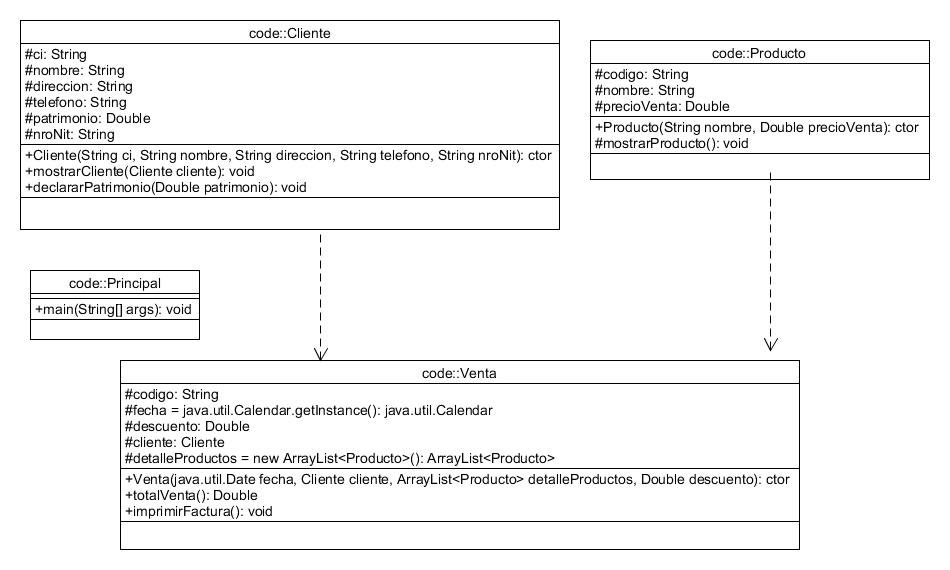 code::Cliente
#ci: String
#nombre: String
#direccion: String
#telefono: String
#patrimonio: Double
#nroNit: String
+Cliente(String ci, String nombre, String direccion, String telefono, String nroNit): ctor
+mostrarCliente(Cliente cliente): void
+declararPatrimonio(Double patrimonio): void
code::Producto
#codigo: String
#nombre: String
#precioVenta: Double
+Producto(String nombre, Double precioVenta): ctor
#mostrarProducto(): void
code::Principal
+main(String[] args): void
code::Venta
#codigo: String
#fecha = java.util.Calendar.getInstance(): java.util.Calendar
#descuento: Double
#cliente: Cliente
#detalleProductos = new ArrayList<Producto>(): ArrayList<Producto>
+Venta(java.util.Date fecha, Cliente cliente, ArrayList<Producto> detalleProductos, Double descuento): ctor
+totalVenta(): Double
+imprimirFactura(): void